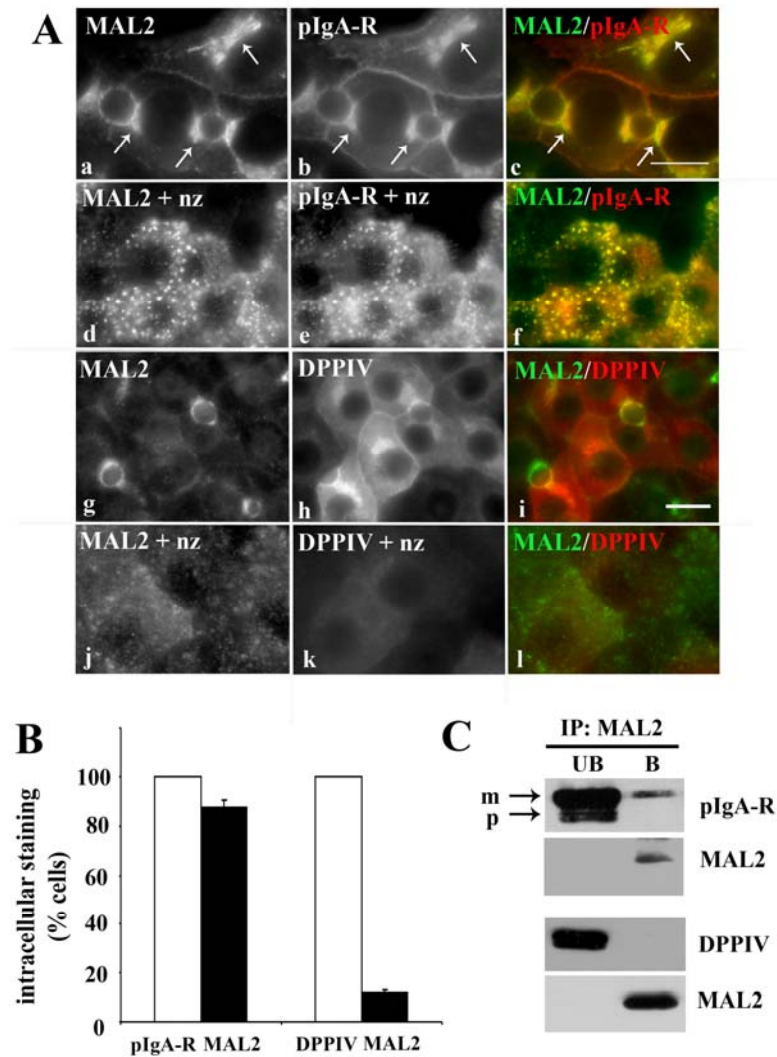 A
MAL2
pIgA-R
MAL2/pIgA-R
a
b
c
MAL2 + nz
pIgA-R + nz
MAL2/pIgA-R
d
e
f
MAL2
DPPIV
MAL2/DPPIV
g
h
i
MAL2 + nz
DPPIV + nz
MAL2/DPPIV
j
k
l
B
intracellular staining
(% cells)
100
80
60
40
20
0
pIgA-R MAL2
DPPIV MAL2
C
IP: MAL2
UB B
m
p
pIgA-R
MAL2
DPPIV
MAL2